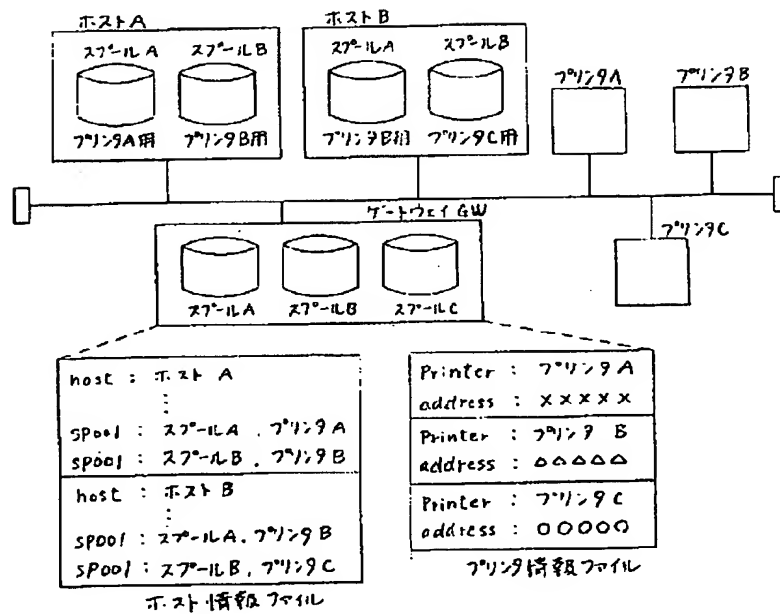 ホストA
ホストB
スプールA
スプールB
スプールA
スプールB
プリンタA用
プリンタB用
プリンタB用
プリンタC用
プリンタA
プリンタB
ゲートウェイGW
プリンタC
スプールA
スプールB
スプールC
host : ホストA
⋮
spool : スプールA , プリンタA
spool : スプールB , プリンタB
host : ホストB
⋮
spool : スプールA , プリンタB
spool : スプールB , プリンタC
ホスト情報ファイル
Printer : プリンタA
address : ×××××
Printer : プリンタ B
address : △△△△△
Printer : プリンタC
address : ○○○○○
プリンタ情報ファイル